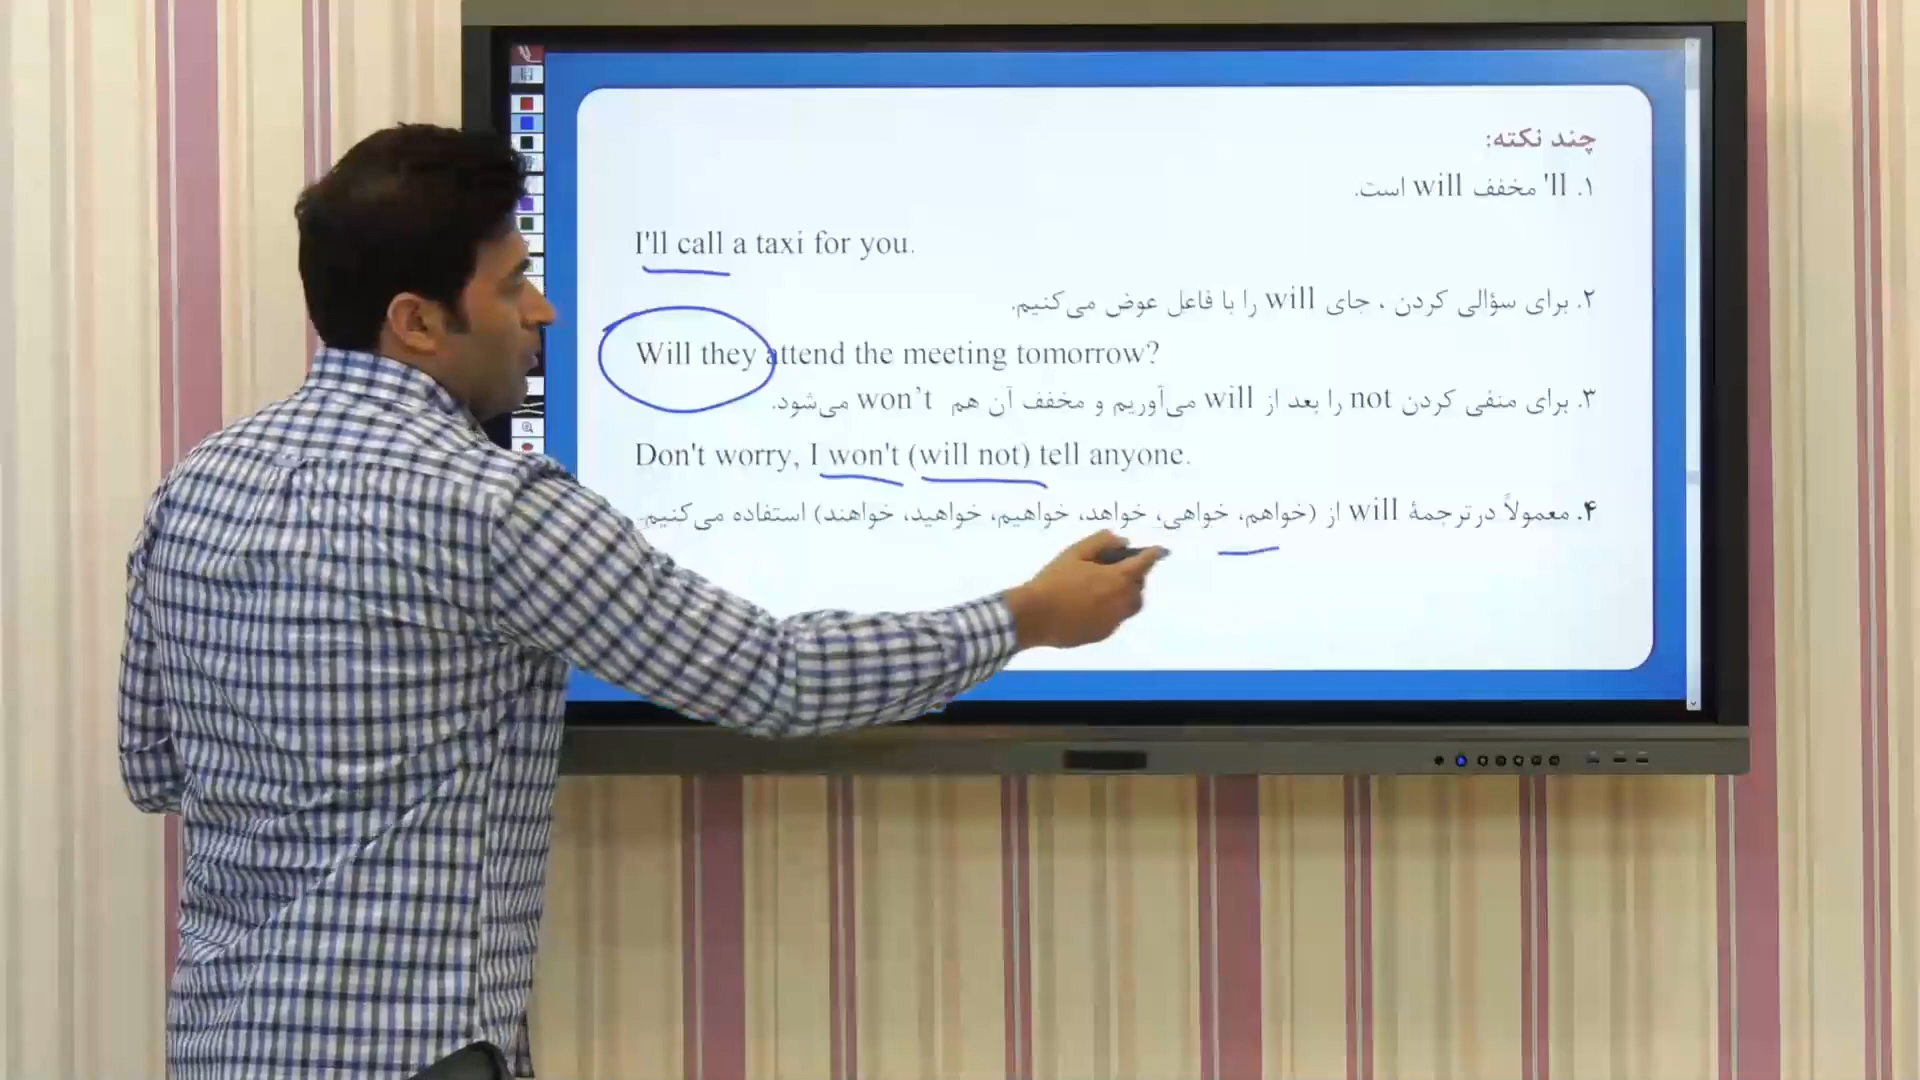 چند نکته:
۱. 'll مخفف will است.
I'll call a taxi for you.
۲. برای سؤالی کردن ، جای will را با فاعل عوض می‌کنیم.
Will they attend the meeting tomorrow?
۳. برای منفی کردن not را بعد از will می‌آوریم و مخفف آن هم won’t می‌شود.
Don't worry, I won't (will not) tell anyone.
۴. معمولاً درترجمهٔ will از (خواهم، خواهی، خواهد، خواهیم، خواهید، خواهند) استفاده می‌کنیم.